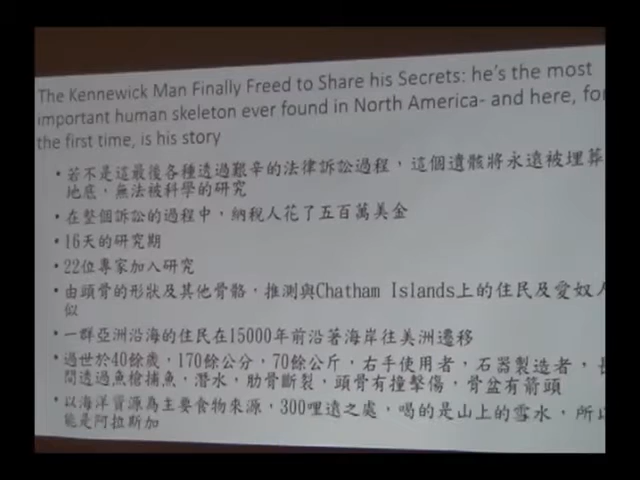 The Kennewick Man Finally Freed to Share his Secrets: he's the most
important human skeleton ever found in North America- and here, for
the first time, is his story
• 若不是這最後各種透過艱辛的法律訴訟過程，這個遺骸將永遠被埋葬
地底，無法被科學的研究
• 在整個訴訟的過程中，納稅人花了五百萬美金
• 16天的研究期
• 22位專家加入研究
• 由頭骨的形狀及其他骨骼，推測與Chatham Islands上的住民及愛奴人
似
• 一群亞洲沿海的住民在15000年前沿著海岸往美洲遷移
• 過世於40餘歲，170餘公分，70餘公斤，右手使用者，石器製造者，長
間透過魚槍捕魚，潛水，肋骨斷裂，頭骨有撞擊傷，骨盆有箭頭
• 以海洋資源為主要食物來源，300哩遠之處，喝的是山上的雪水，所以
能是阿拉斯加